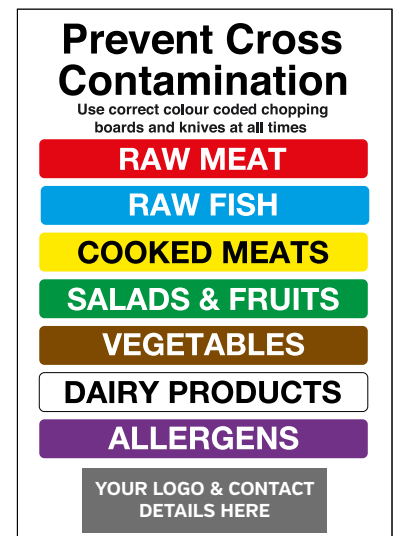 Prevent Cross
Contamination
Use correct colour coded chopping
boards and knives at all times
RAW MEAT
RAW FISH
COOKED MEATS
SALADS & FRUITS
VEGETABLES
DAIRY PRODUCTS
ALLERGENS
YOUR LOGO & CONTACT
DETAILS HERE